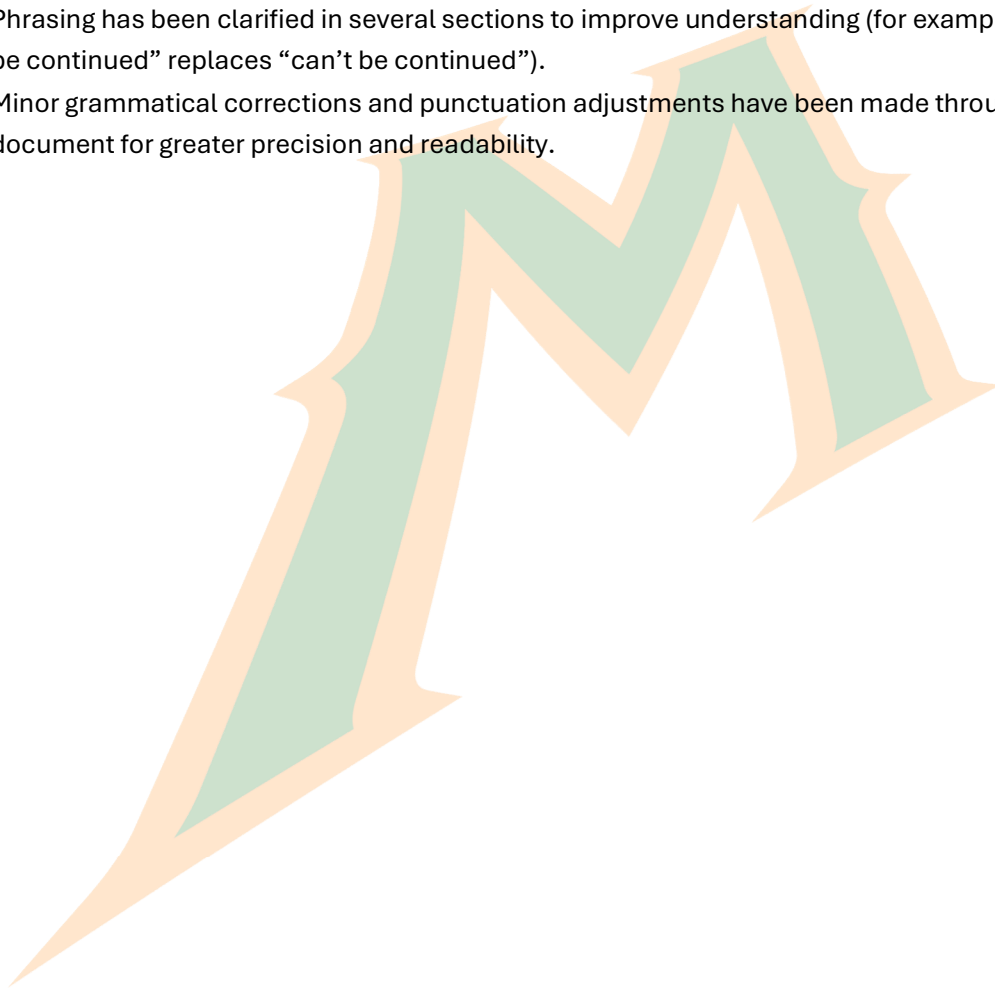 Phrasing has been clarified in several sections to improve understanding (for examp
be continued” replaces “can’t be continued”).
Minor grammatical corrections and punctuation adjustments have been made throu
document for greater precision and readability.
M